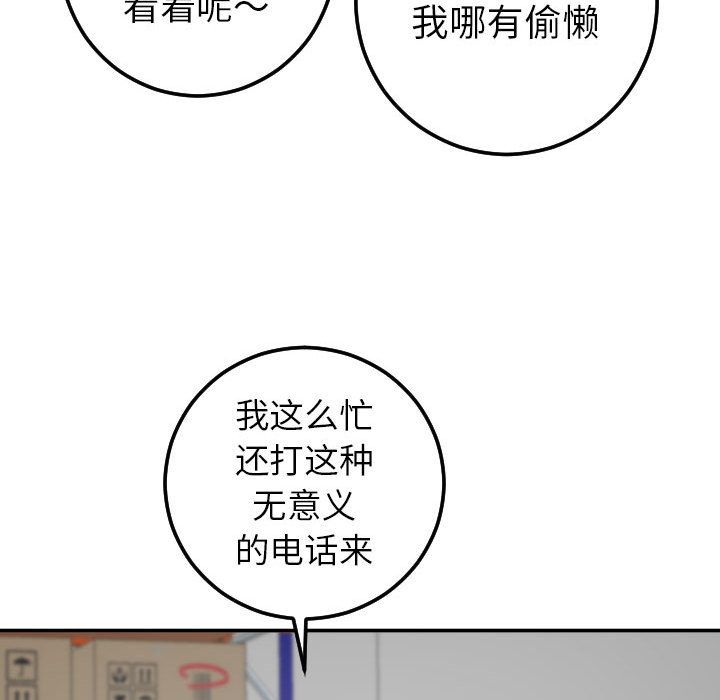 看看呢～
我哪有偷懒
我这么忙
还打这种
无意义
的电话来